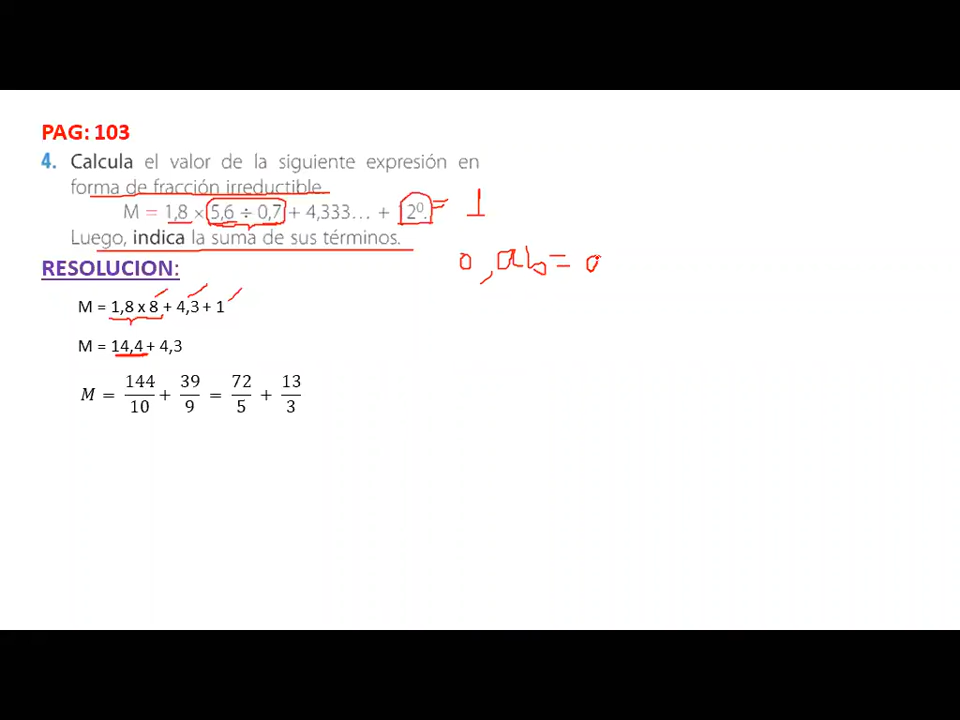 PAG: 103
4. Calcula el valor de la siguiente expresión en
forma de fracción irreductible.
M = 1,8 × 5,6 ÷ 0,7 + 4,333... + 2⁰. = 1
Luego, indica la suma de sus términos.
0,ab = 0
RESOLUCION:
M = 1,8 x 8 + 4,3 + 1
M = 14,4 + 4,3
M = 144/10 + 39/9 = 72/5 + 13/3